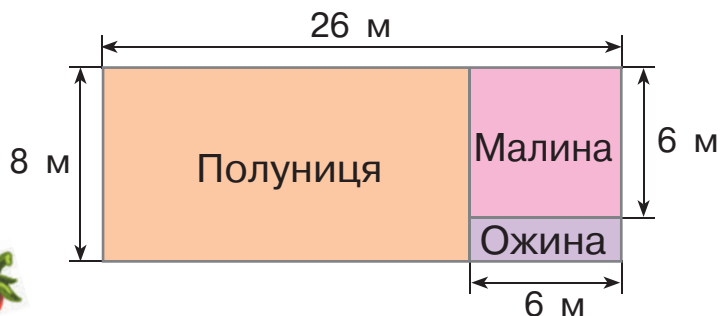 26 м
8 м
Полуниця
Малина
6 м
Ожина
6 м